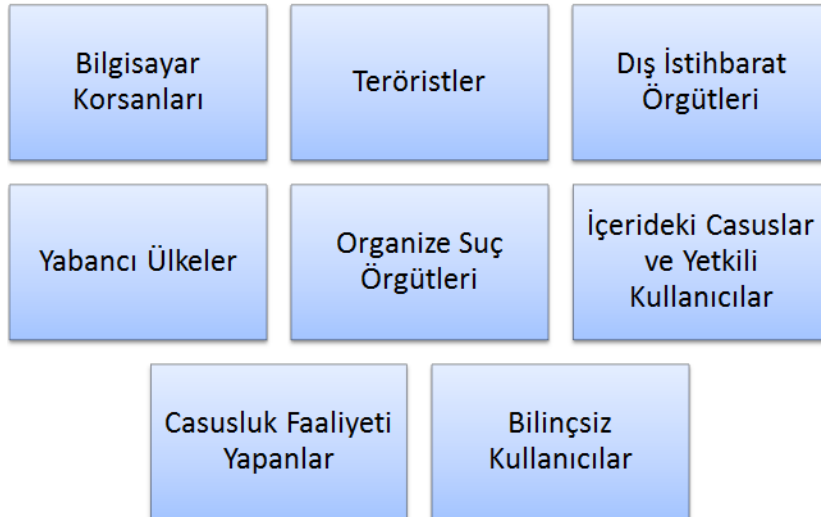 Bilgisayar
Korsanları
Teröristler
Dış İstihbarat
Örgütleri
Yabancı Ülkeler
Organize Suç
Örgütleri
İçerideki Casuslar
ve Yetkili
Kullanıcılar
Casusluk Faaliyeti
Yapanlar
Bilinçsiz
Kullanıcılar